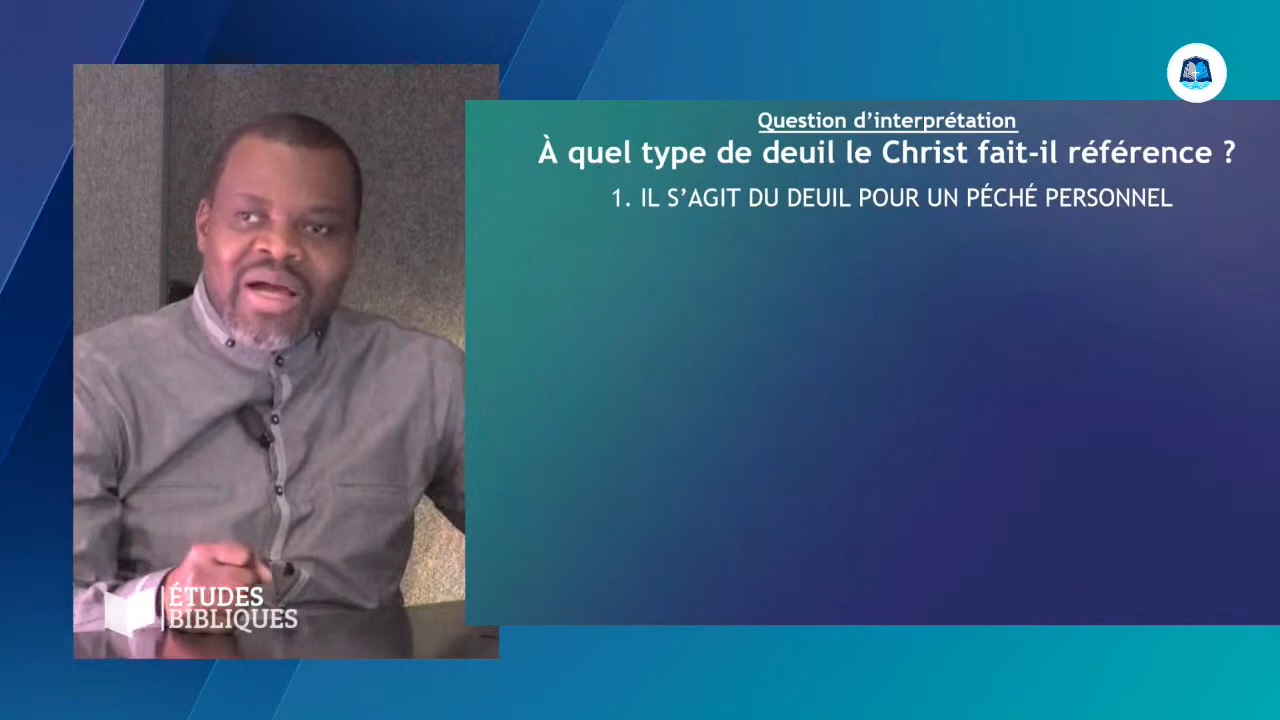 Question d’interprétation
À quel type de deuil le Christ fait-il référence ?
1. IL S’AGIT DU DEUIL POUR UN PÉCHÉ PERSONNEL
ÉTUDES
BIBLIQUES